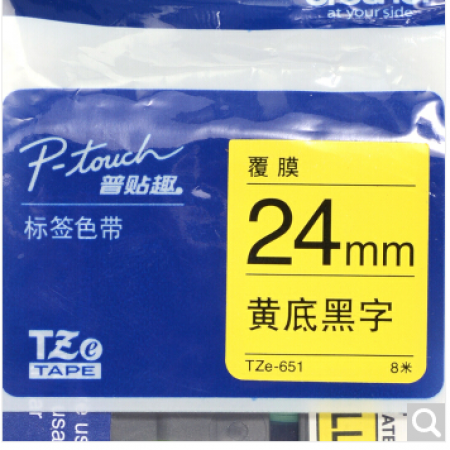 at your side
P-touch
普贴趣
标签色带
覆膜
24mm
黄底黑字
TZe-651 8米
TZe
TAPE